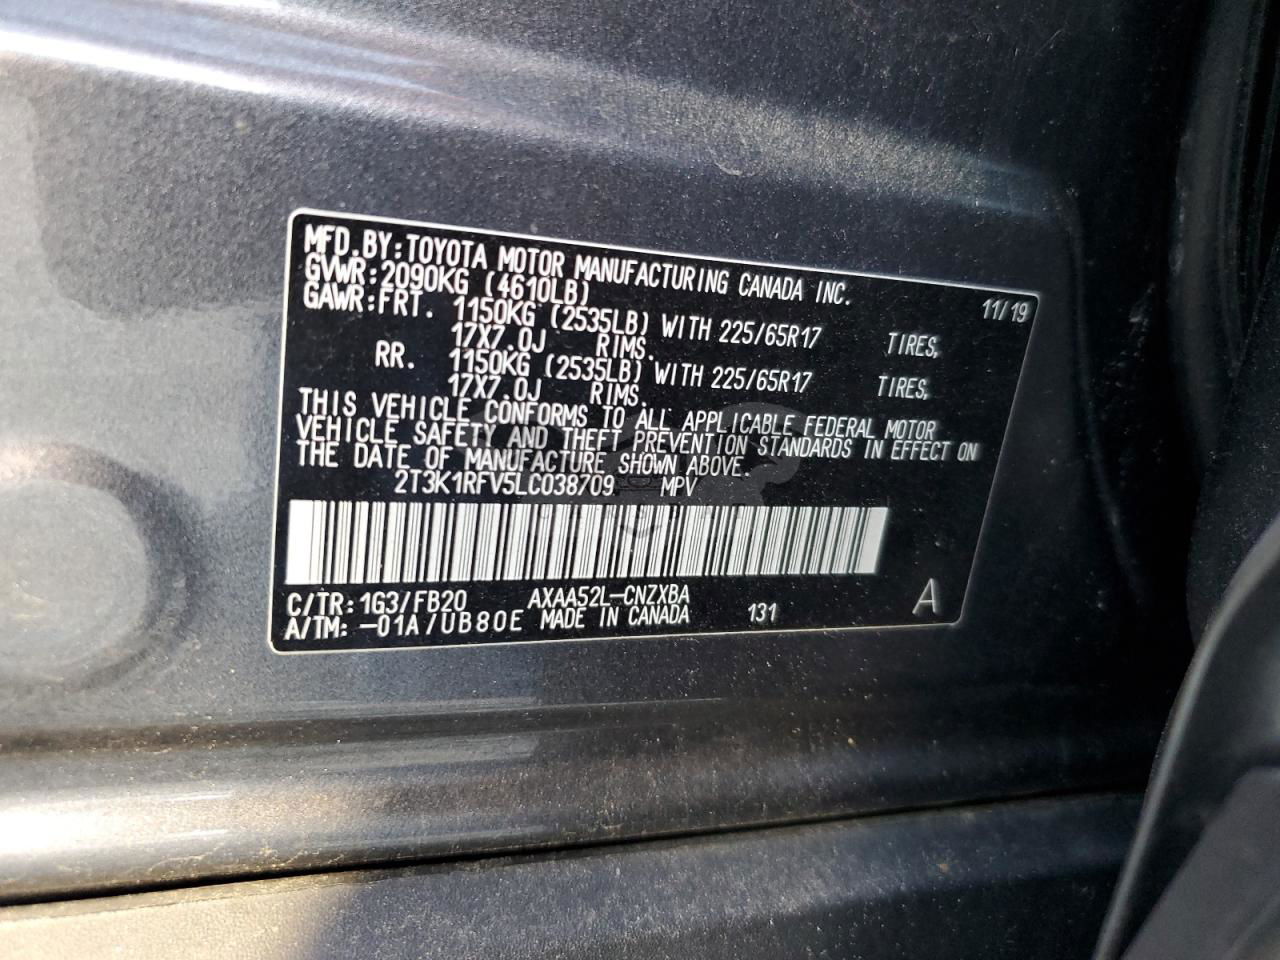 MFD.BY:TOYOTA MOTOR MANUFACTURING CANADA INC.
GVWR:2090KG (4610LB) 11/19
GAWR:FRT. 1150KG (2535LB) WITH 225/65R17 TIRES,
17X7.0J RIMS.
RR. 1150KG (2535LB) WITH 225/65R17 TIRES,
17X7.0J RIMS.
THIS VEHICLE CONFORMS TO ALL APPLICABLE FEDERAL MOTOR
VEHICLE SAFETY AND THEFT PREVENTION STANDARDS IN EFFECT ON
THE DATE OF MANUFACTURE SHOWN ABOVE.
2T3K1RFV5LC038709 MPV
C/TR:1G3/FB20 AXAA52L-CNZXBA
A/TM:-01A/UB80E MADE IN CANADA 131 A